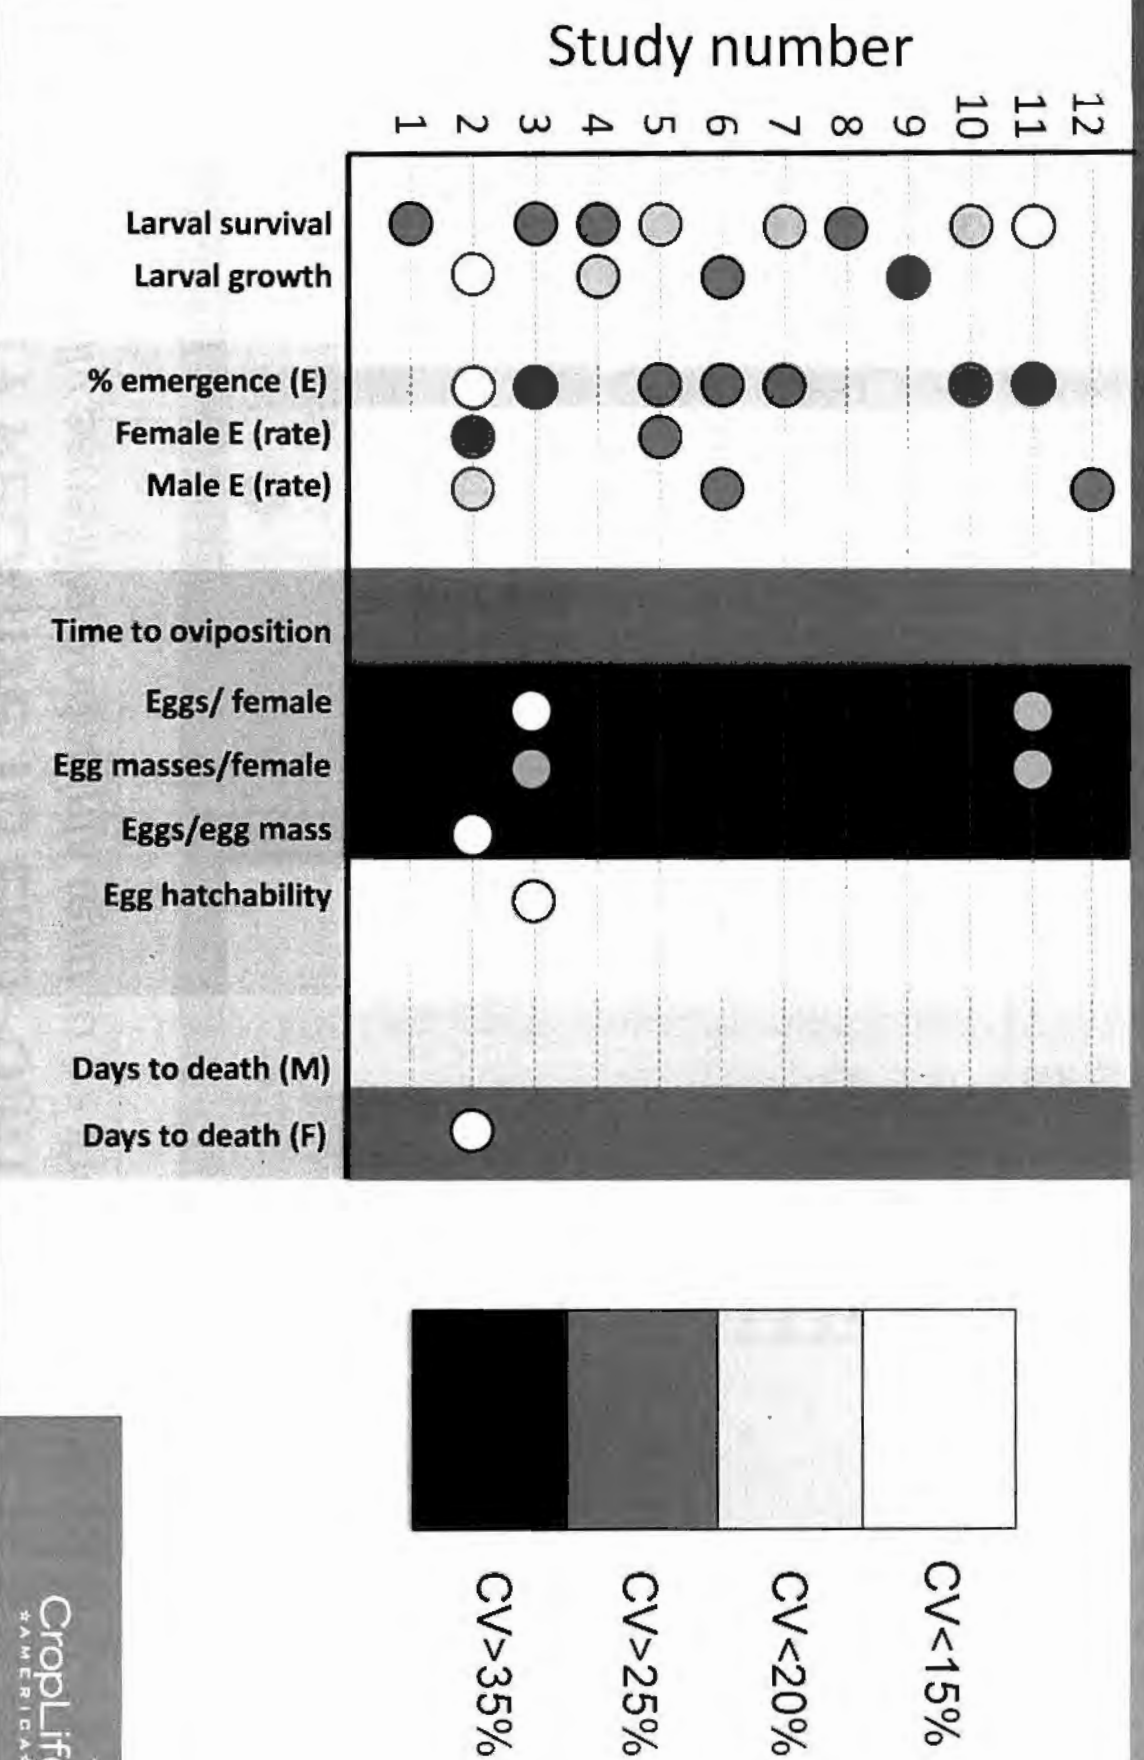 Study number
1 2 3 4 5 6 7 8 9 10 11 12
Larval survival
Larval growth
% emergence (E)
Female E (rate)
Male E (rate)
Time to oviposition
Eggs/ female
Egg masses/female
Eggs/egg mass
Egg hatchability
Days to death (M)
Days to death (F)
CV>35%
CV>25%
CV<20%
CV<15%
CropLife
AMERICA